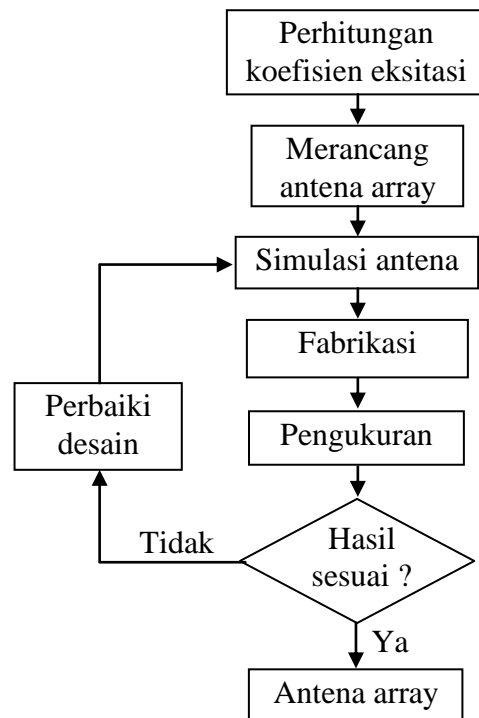 Perhitungan
koefisien eksitasi
Merancang
antena array
Simulasi antena
Fabrikasi
Perbaiki
desain
Pengukuran
Tidak
Hasil
sesuai ?
Ya
Antena array